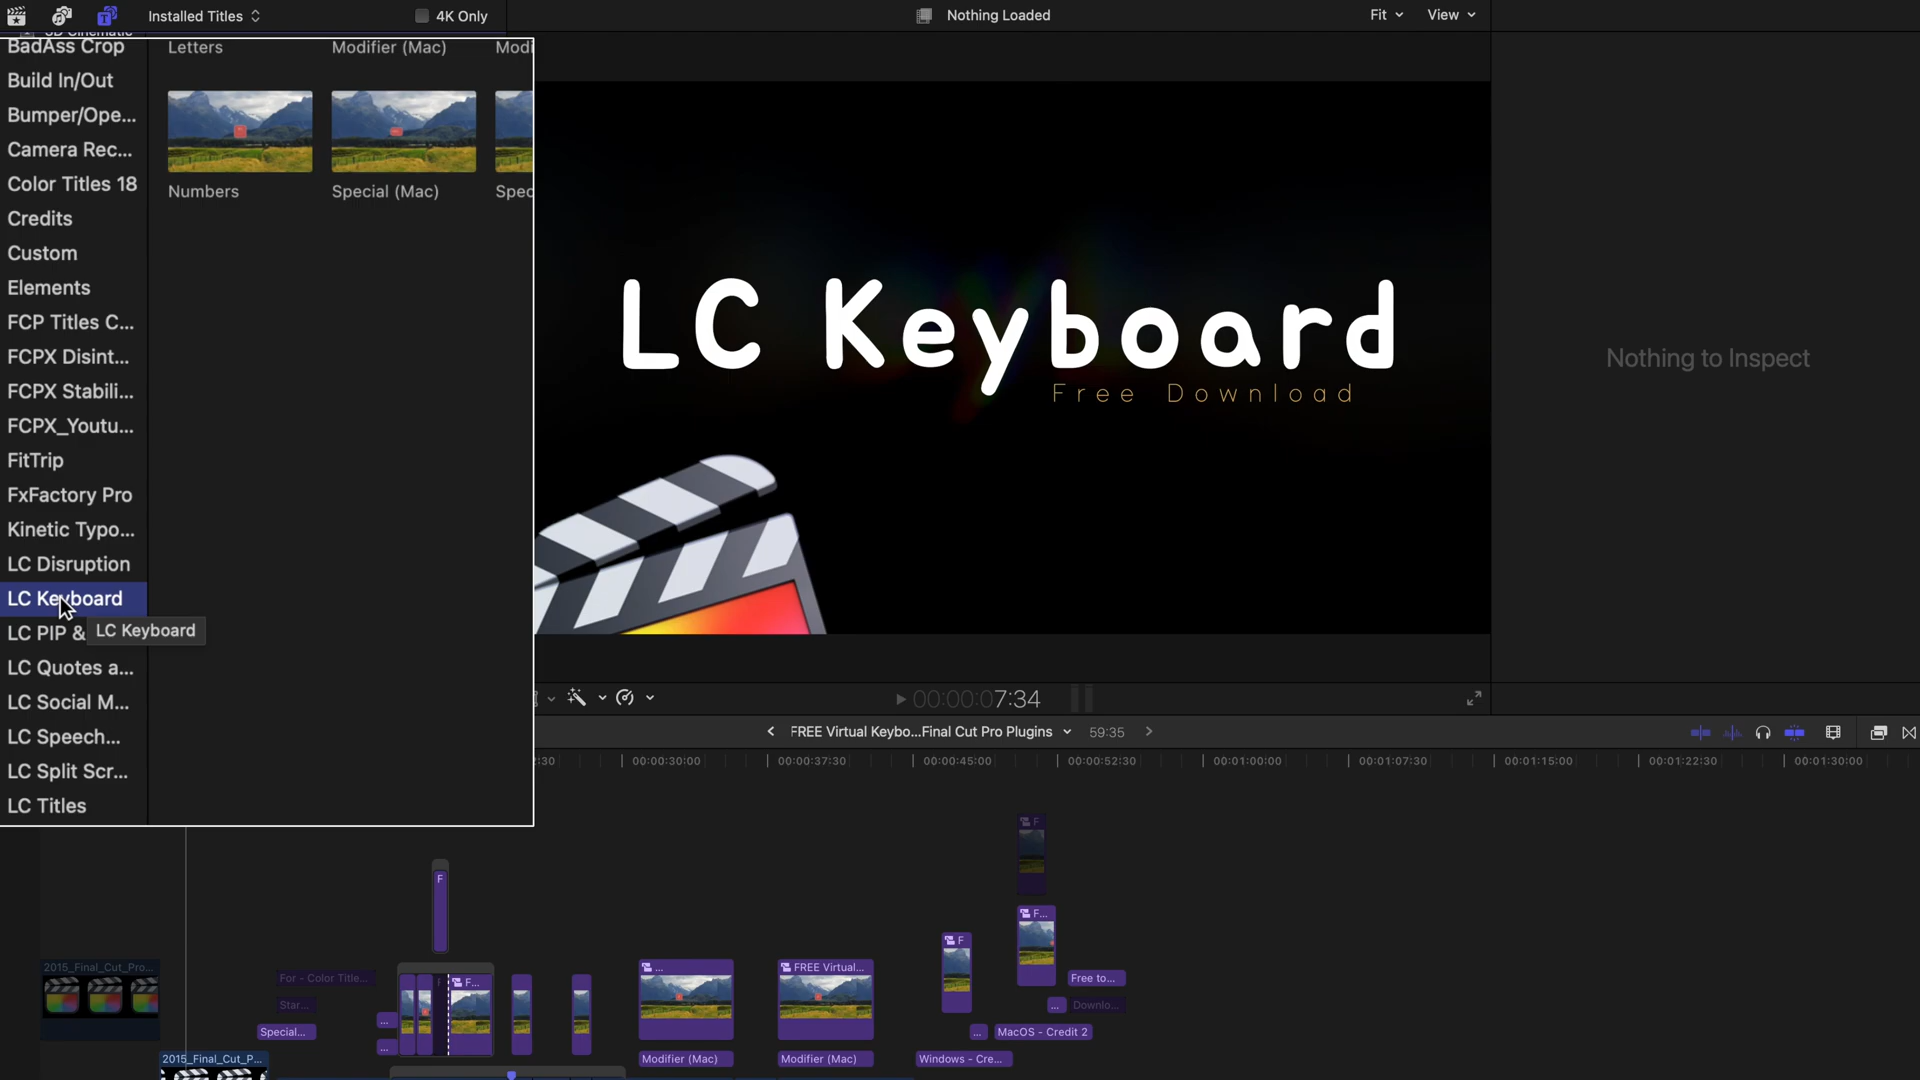 Installed Titles
4K Only
Nothing Loaded
Fit
View
3D Cinematic
BadAss Crop
Build In/Out
Bumper/Ope...
Camera Rec...
Color Titles 18
Credits
Custom
Elements
FCP Titles C...
FCPX Disint...
FCPX Stabili...
FCPX_Youtu...
FitTrip
FxFactory Pro
Kinetic Typo...
LC Disruption
LC Keyboard
LC PIP &
LC Keyboard
LC Quotes a...
LC Social M...
LC Speech...
LC Split Scr...
LC Titles
Letters
Modifier (Mac)
Modi
Numbers
Special (Mac)
Spec
LC Keyboard
Free Download
Nothing to Inspect
00:00:07:34
FREE Virtual Keybo...Final Cut Pro Plugins
59:35
:30
00:00:30:00
00:00:37:30
00:00:45:00
00:00:52:30
00:01:00:00
00:01:07:30
00:01:15:00
00:01:22:30
00:01:30:00
F
F
F
F...
2015_Final_Cut_Pro...
For - Color Title...
Star...
Special...
...
...
F...
...
FREE Virtual...
Free to...
...
Downlo...
...
MacOS - Credit 2
Modifier (Mac)
Modifier (Mac)
Windows - Cre...
2015_Final_Cut_P...